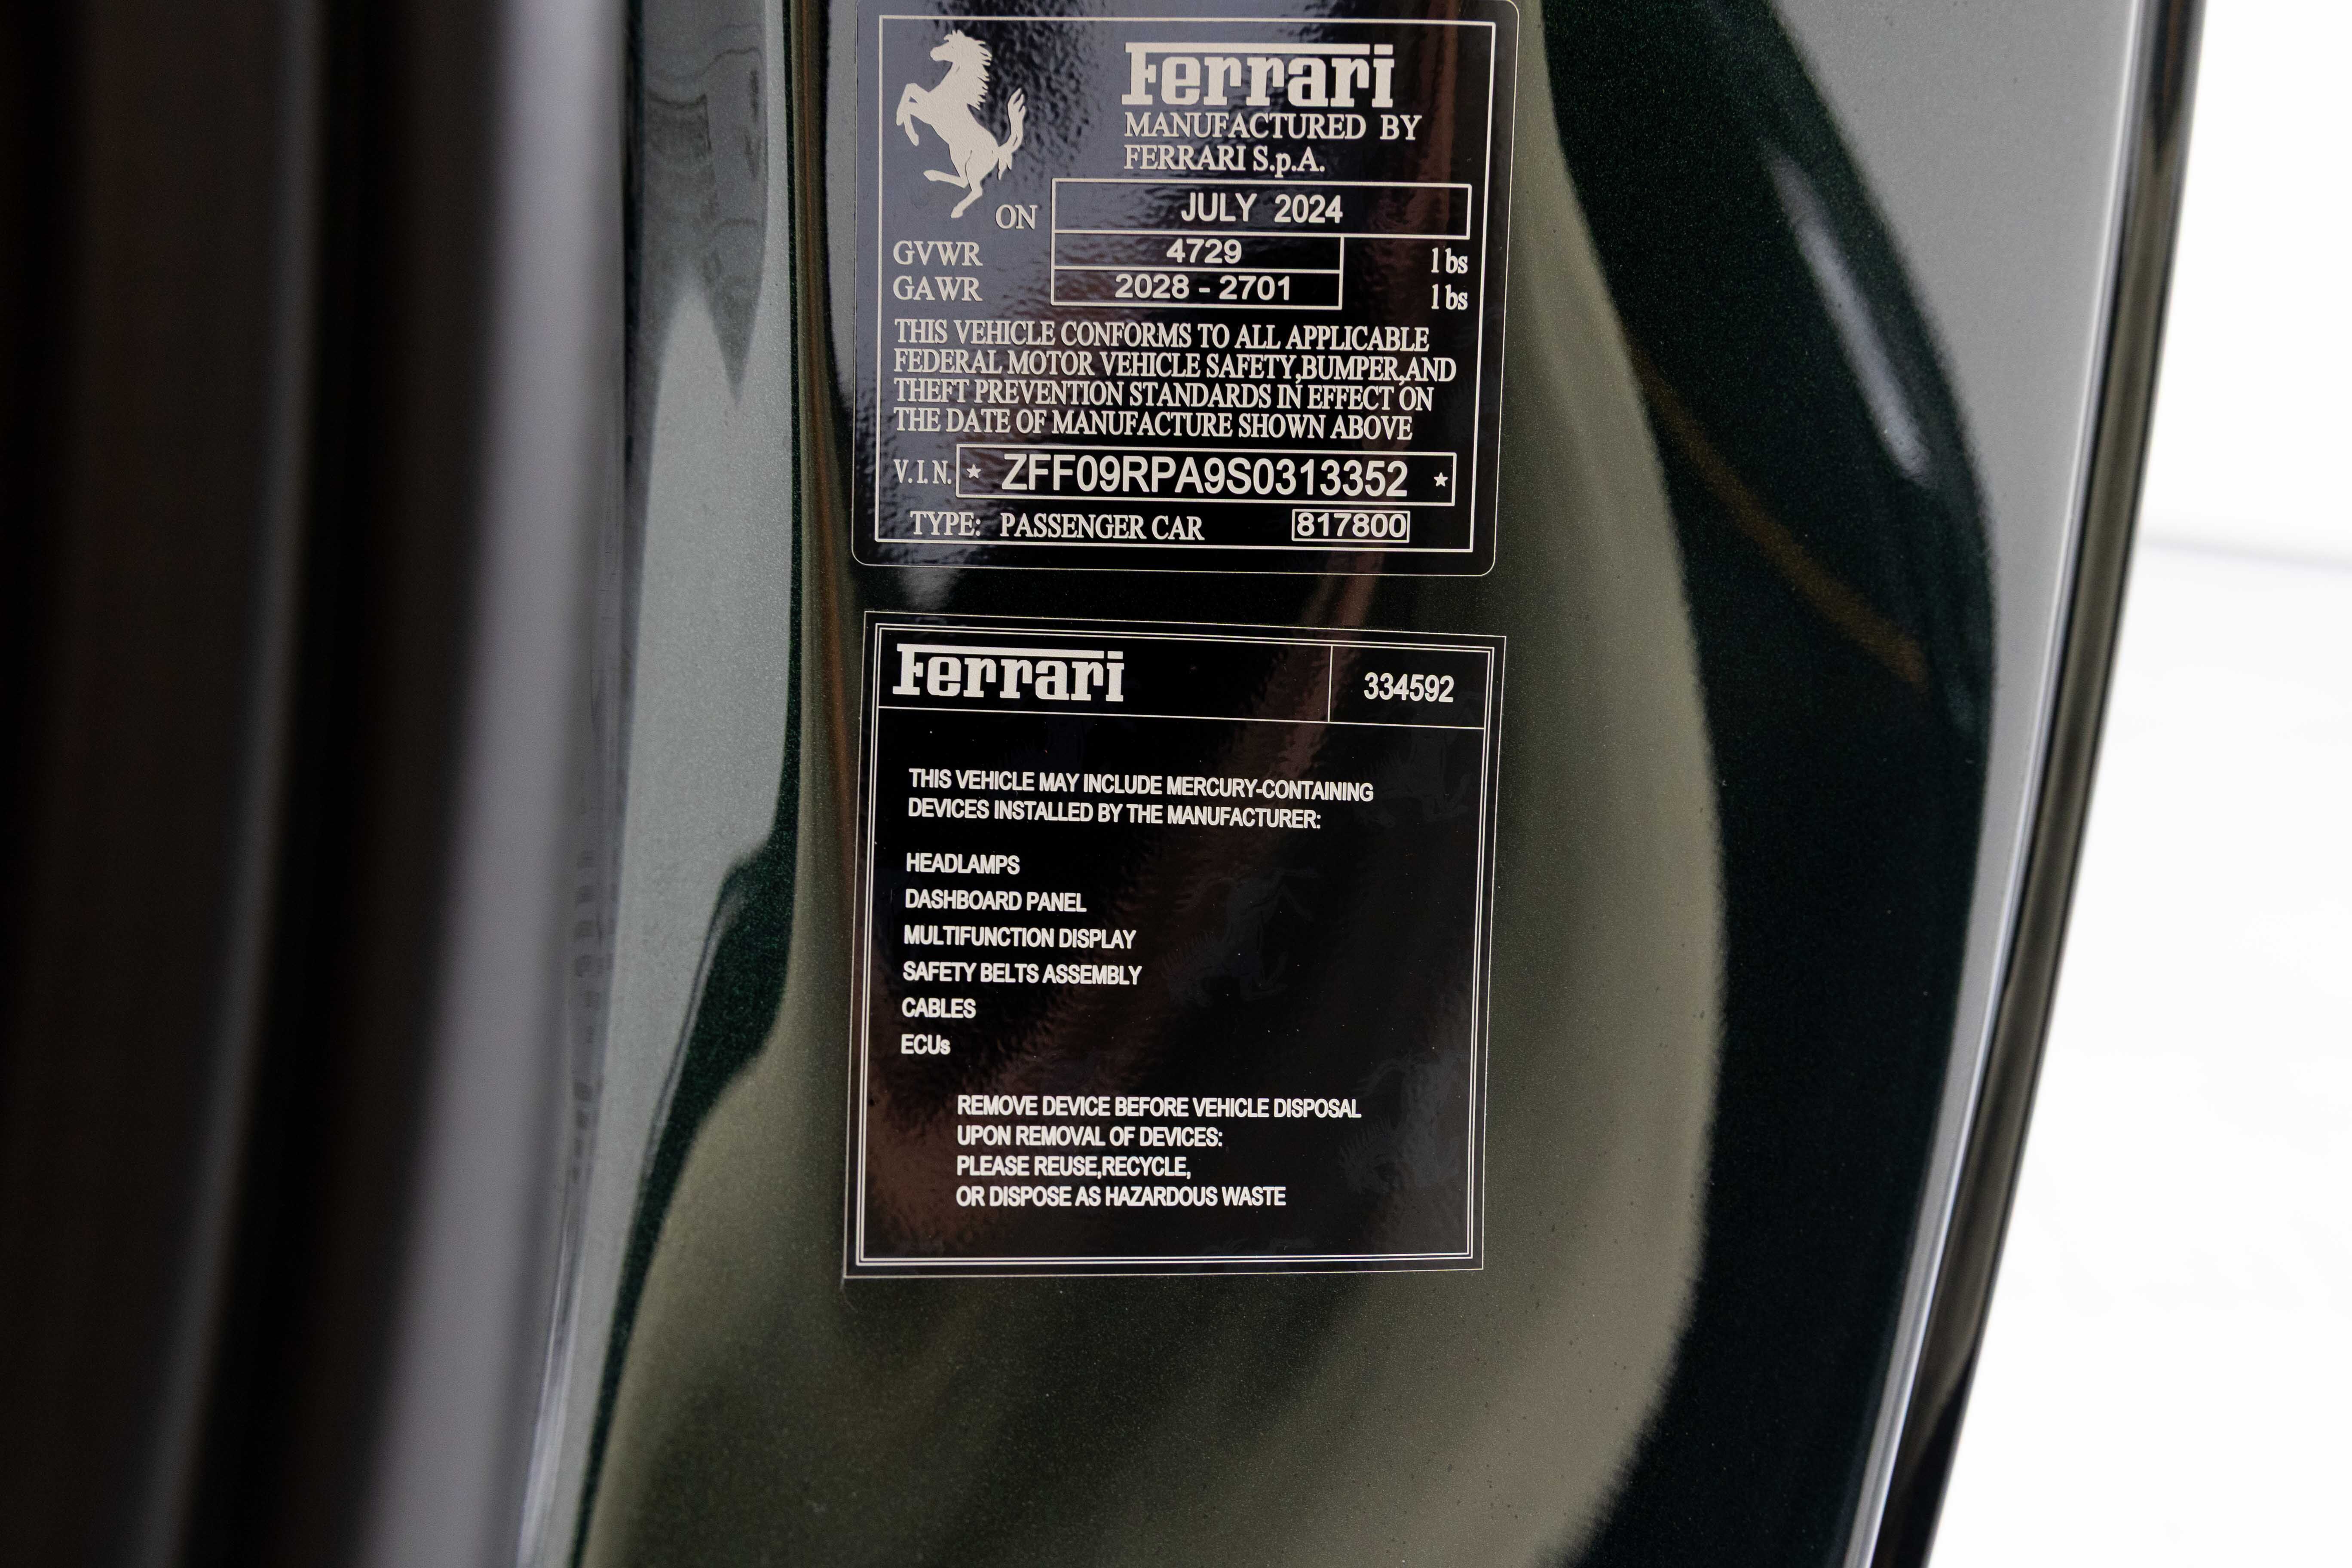 Ferrari
MANUFACTURED BY
FERRARI S.p.A.
ON JULY 2024
GVWR 4729 lbs
GAWR 2028 - 2701 lbs
THIS VEHICLE CONFORMS TO ALL APPLICABLE
FEDERAL MOTOR VEHICLE SAFETY,BUMPER,AND
THEFT PREVENTION STANDARDS IN EFFECT ON
THE DATE OF MANUFACTURE SHOWN ABOVE
V.I.N. ★ ZFF09RPA9S0313352 ★
TYPE: PASSENGER CAR 817800
Ferrari 334592
THIS VEHICLE MAY INCLUDE MERCURY-CONTAINING
DEVICES INSTALLED BY THE MANUFACTURER:
HEADLAMPS
DASHBOARD PANEL
MULTIFUNCTION DISPLAY
SAFETY BELTS ASSEMBLY
CABLES
ECUs
REMOVE DEVICE BEFORE VEHICLE DISPOSAL
UPON REMOVAL OF DEVICES:
PLEASE REUSE,RECYCLE,
OR DISPOSE AS HAZARDOUS WASTE